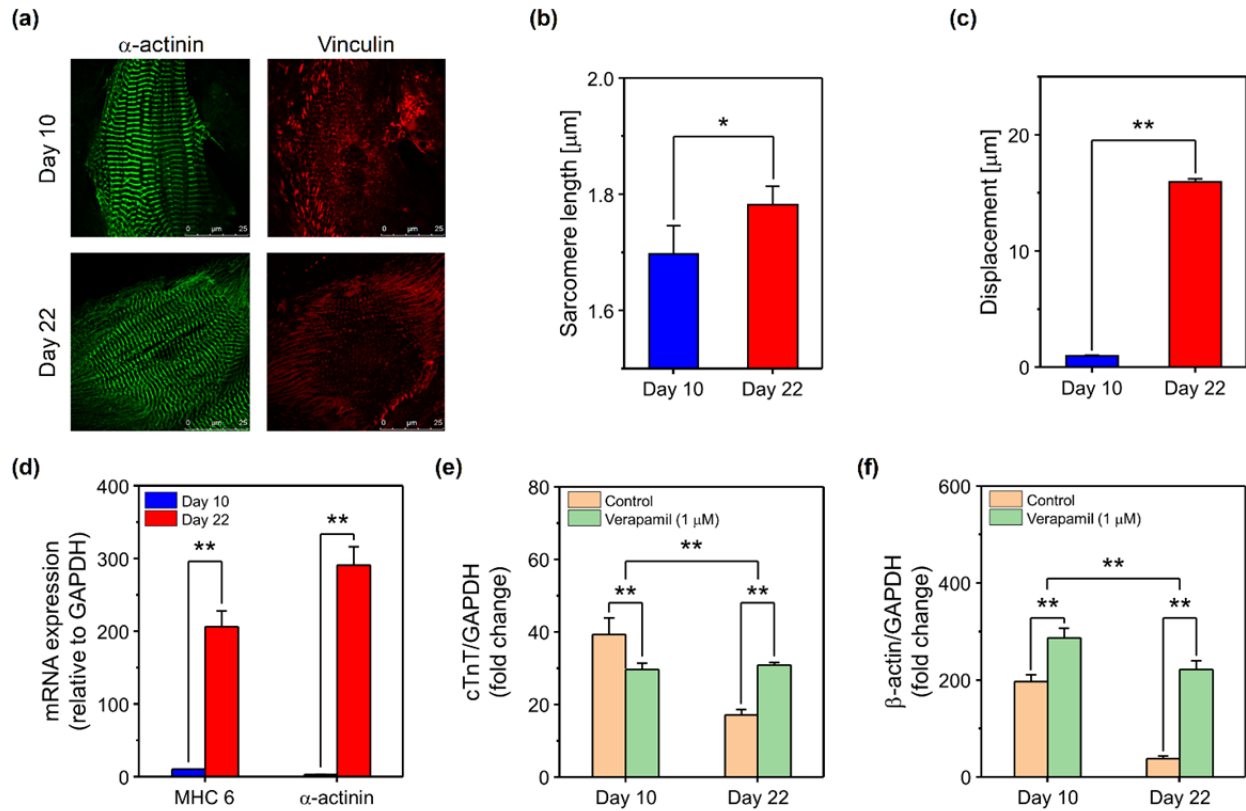 (a)
α-actinin
Vinculin
Day 10
0 µm 25
0 µm 25
Day 22
0 µm 25
0 µm 25
(b)
Sarcomere length [µm]
2.0
1.8
1.6
*
Day 10
Day 22
(c)
Displacement [µm]
20
10
0
**
Day 10
Day 22
(d)
mRNA expression
(relative to GAPDH)
400
300
200
100
0
Day 10
Day 22
**
**
MHC 6
α-actinin
(e)
cTnT/GAPDH
(fold change)
80
60
40
20
0
Control
Verapamil (1 µM)
**
**
**
Day 10
Day 22
(f)
β-actin/GAPDH
(fold change)
600
400
200
0
Control
Verapamil (1 µM)
**
**
**
Day 10
Day 22